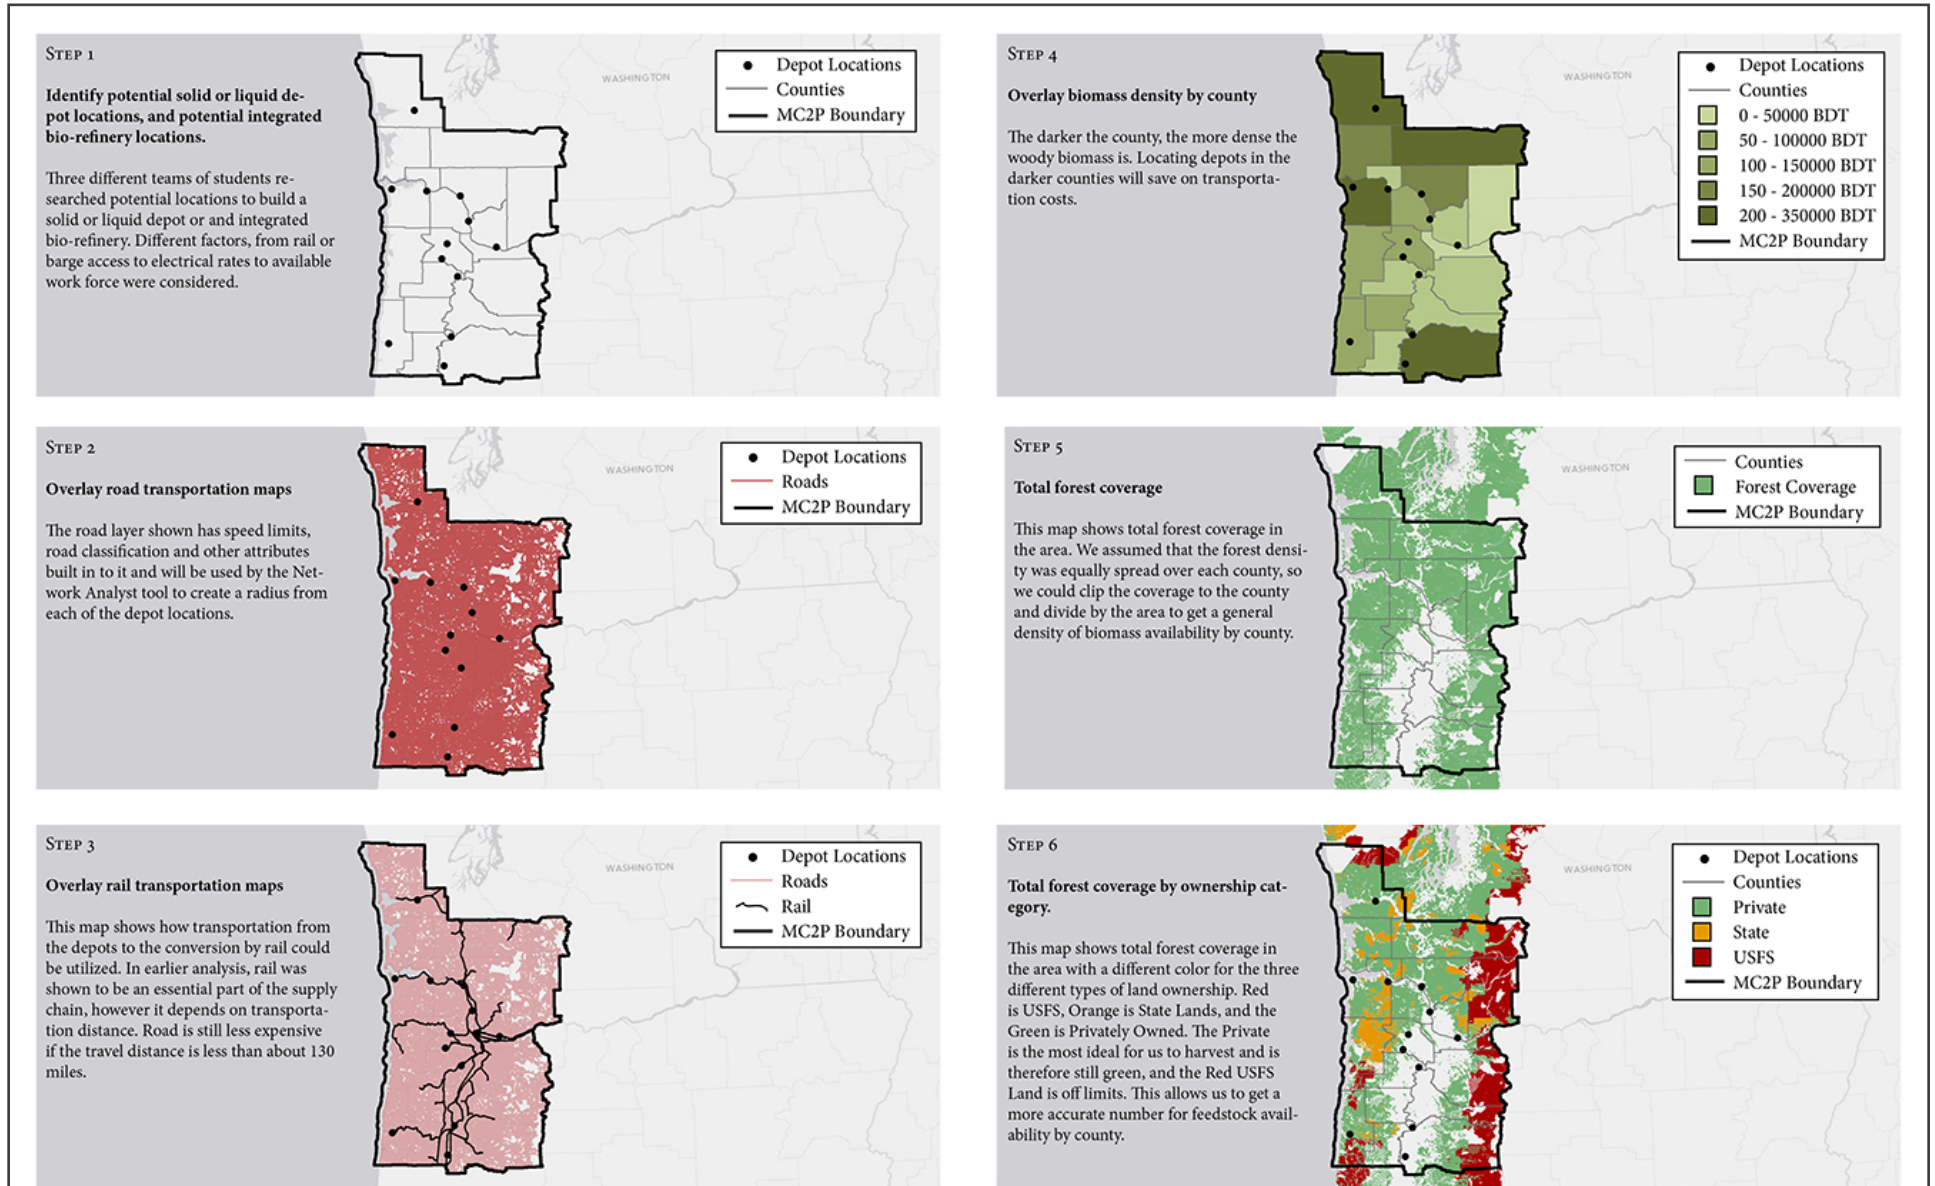 STEP 1
Identify potential solid or liquid de-
pot locations, and potential integrated
bio-refinery locations.
Three different teams of students re-
searched potential locations to build a
solid or liquid depot or and integrated
bio-refinery. Different factors, from rail or
barge access to electrical rates to available
work force were considered.
WASHINGTON
Depot Locations
Counties
MC2P Boundary
STEP 2
Overlay road transportation maps
The road layer shown has speed limits,
road classification and other attributes
built in to it and will be used by the Net-
work Analyst tool to create a radius from
each of the depot locations.
WASHINGTON
Depot Locations
Roads
MC2P Boundary
STEP 3
Overlay rail transportation maps
This map shows how transportation from
the depots to the conversion by rail could
be utilized. In earlier analysis, rail was
shown to be an essential part of the supply
chain, however it depends on transporta-
tion distance. Road is still less expensive
if the travel distance is less than about 130
miles.
WASHINGTON
Depot Locations
Roads
Rail
MC2P Boundary
STEP 4
Overlay biomass density by county
The darker the county, the more dense the
woody biomass is. Locating depots in the
darker counties will save on transporta-
tion costs.
WASHINGTON
Depot Locations
Counties
0 - 50000 BDT
50 - 100000 BDT
100 - 150000 BDT
150 - 200000 BDT
200 - 350000 BDT
MC2P Boundary
STEP 5
Total forest coverage
This map shows total forest coverage in
the area. We assumed that the forest densi-
ty was equally spread over each county, so
we could clip the coverage to the county
and divide by the area to get a general
density of biomass availability by county.
WASHINGTON
Counties
Forest Coverage
MC2P Boundary
STEP 6
Total forest coverage by ownership cat-
egory.
This map shows total forest coverage in
the area with a different color for the three
different types of land ownership. Red
is USFS, Orange is State Lands, and the
Green is Privately Owned. The Private
is the most ideal for us to harvest and is
therefore still green, and the Red USFS
Land is off limits. This allows us to get a
more accurate number for feedstock avail-
ability by county.
WASHINGTON
Depot Locations
Counties
Private
State
USFS
MC2P Boundary